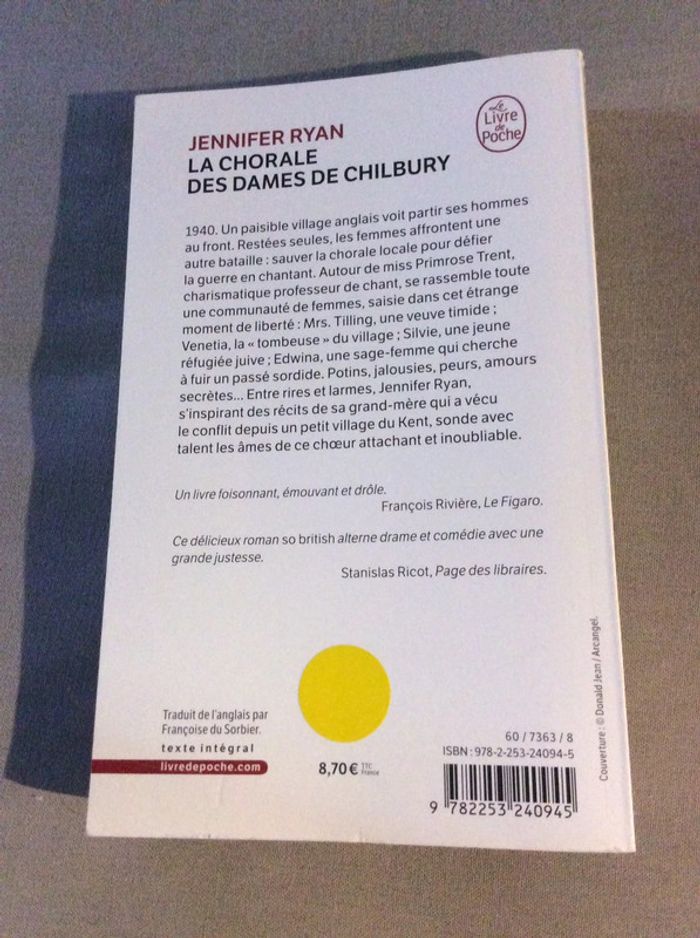 Le
Livre
de
Poche
JENNIFER RYAN
LA CHORALE
DES DAMES DE CHILBURY
1940. Un paisible village anglais voit partir ses hommes
au front. Restées seules, les femmes affrontent une
autre bataille : sauver la chorale locale pour défier
la guerre en chantant. Autour de miss Primrose Trent,
charismatique professeur de chant, se rassemble toute
une communauté de femmes, saisie dans cet étrange
moment de liberté : Mrs. Tilling, une veuve timide ;
Venetia, la « tombeuse » du village ; Silvie, une jeune
réfugiée juive ; Edwina, une sage-femme qui cherche
à fuir un passé sordide. Potins, jalousies, peurs, amours
secrètes... Entre rires et larmes, Jennifer Ryan,
s'inspirant des récits de sa grand-mère qui a vécu
le conflit depuis un petit village du Kent, sonde avec
talent les âmes de ce chœur attachant et inoubliable.
Un livre foisonnant, émouvant et drôle.
François Rivière, Le Figaro.
Ce délicieux roman so british alterne drame et comédie avec une
grande justesse.
Stanislas Ricot, Page des libraires.
Traduit de l'anglais par
Françoise du Sorbier.
texte intégral
livredepoche.com
8,70 € TTC
France
60 / 7363 / 8
ISBN : 978-2-253-24094-5
9 782253 240945
Couverture : © Donald Jean / Arcangel.